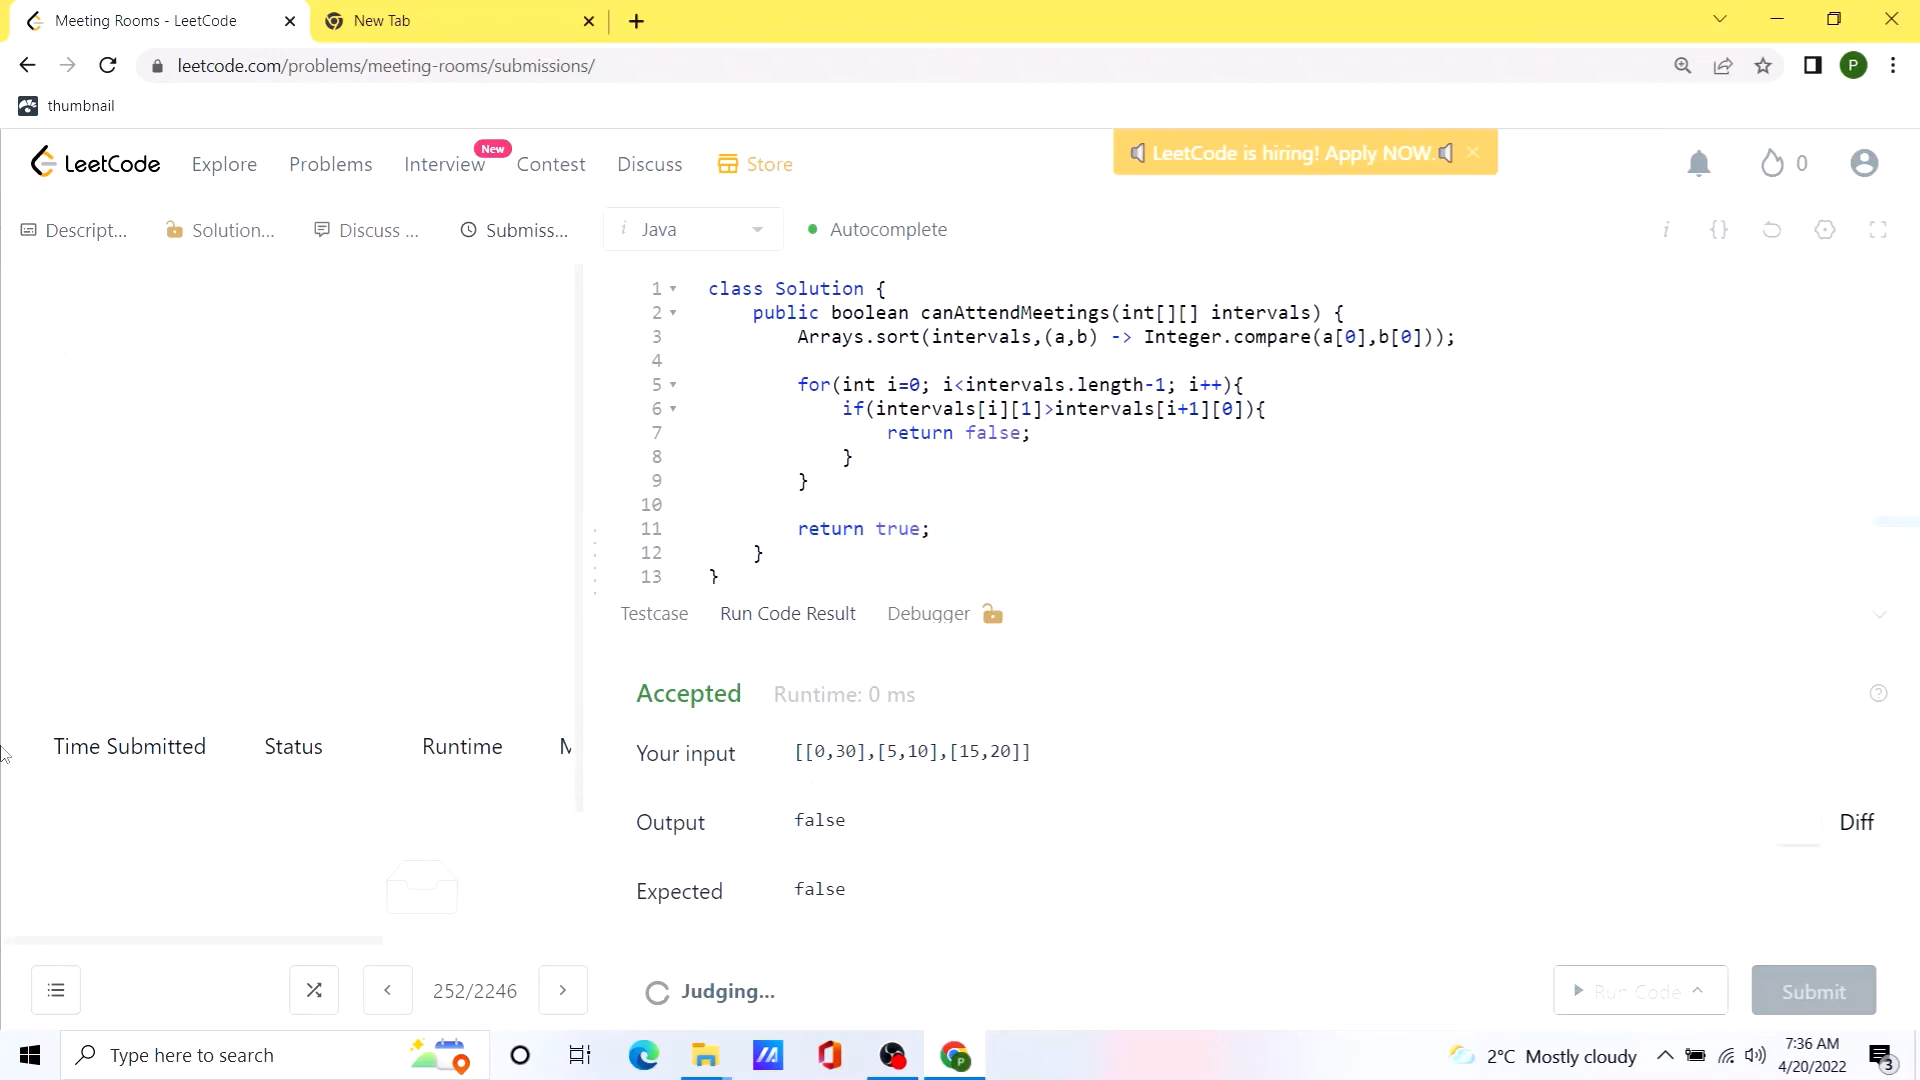 Meeting Rooms - LeetCode
New Tab
leetcode.com/problems/meeting-rooms/submissions/
P
thumbnail
LeetCode
Explore
Problems
Interview
New
Contest
Discuss
Store
LeetCode is hiring! Apply NOW.
0
Descript...
Solution...
Discuss ...
Submiss...
i Java
Autocomplete
i {}
1 class Solution {
2 public boolean canAttendMeetings(int[][] intervals) {
3 Arrays.sort(intervals,(a,b) -> Integer.compare(a[0],b[0]));
4
5 for(int i=0; i<intervals.length-1; i++){
6 if(intervals[i][1]>intervals[i+1][0]){
7 return false;
8 }
9 }
10
11 return true;
12 }
13 }
Testcase
Run Code Result
Debugger
Accepted
Runtime: 0 ms
Your input
[[0,30],[5,10],[15,20]]
Output
false
Diff
Expected
false
Time Submitted
Status
Runtime
M
252/2246
Judging...
Run Code
Submit
Type here to search
2°C Mostly cloudy
7:36 AM
4/20/2022
3